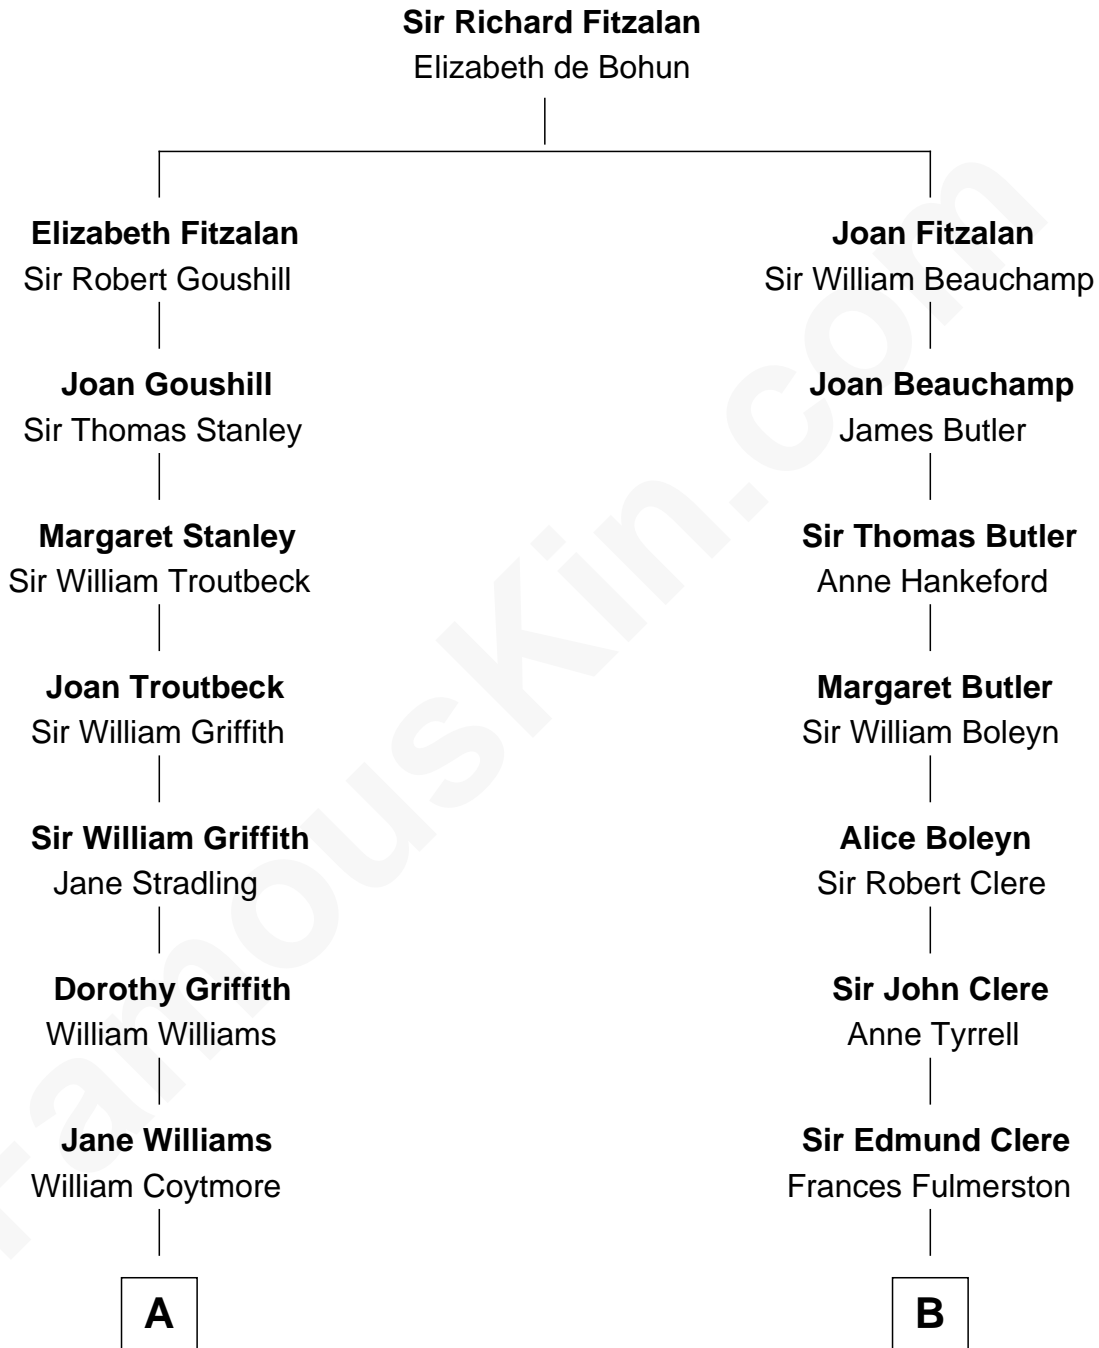 Sir Richard Fitzalan
Elizabeth de Bohun
Elizabeth Fitzalan
Sir Robert Goushill
Joan Fitzalan
Sir William Beauchamp
Joan Goushill
Sir Thomas Stanley
Joan Beauchamp
James Butler
Margaret Stanley
Sir William Troutbeck
Sir Thomas Butler
Anne Hankeford
Joan Troutbeck
Sir William Griffith
Margaret Butler
Sir William Boleyn
Sir William Griffith
Jane Stradling
Alice Boleyn
Sir Robert Clere
Dorothy Griffith
William Williams
Sir John Clere
Anne Tyrrell
Jane Williams
William Coytmore
Sir Edmund Clere
Frances Fulmerston
A
B
FamousKin.com